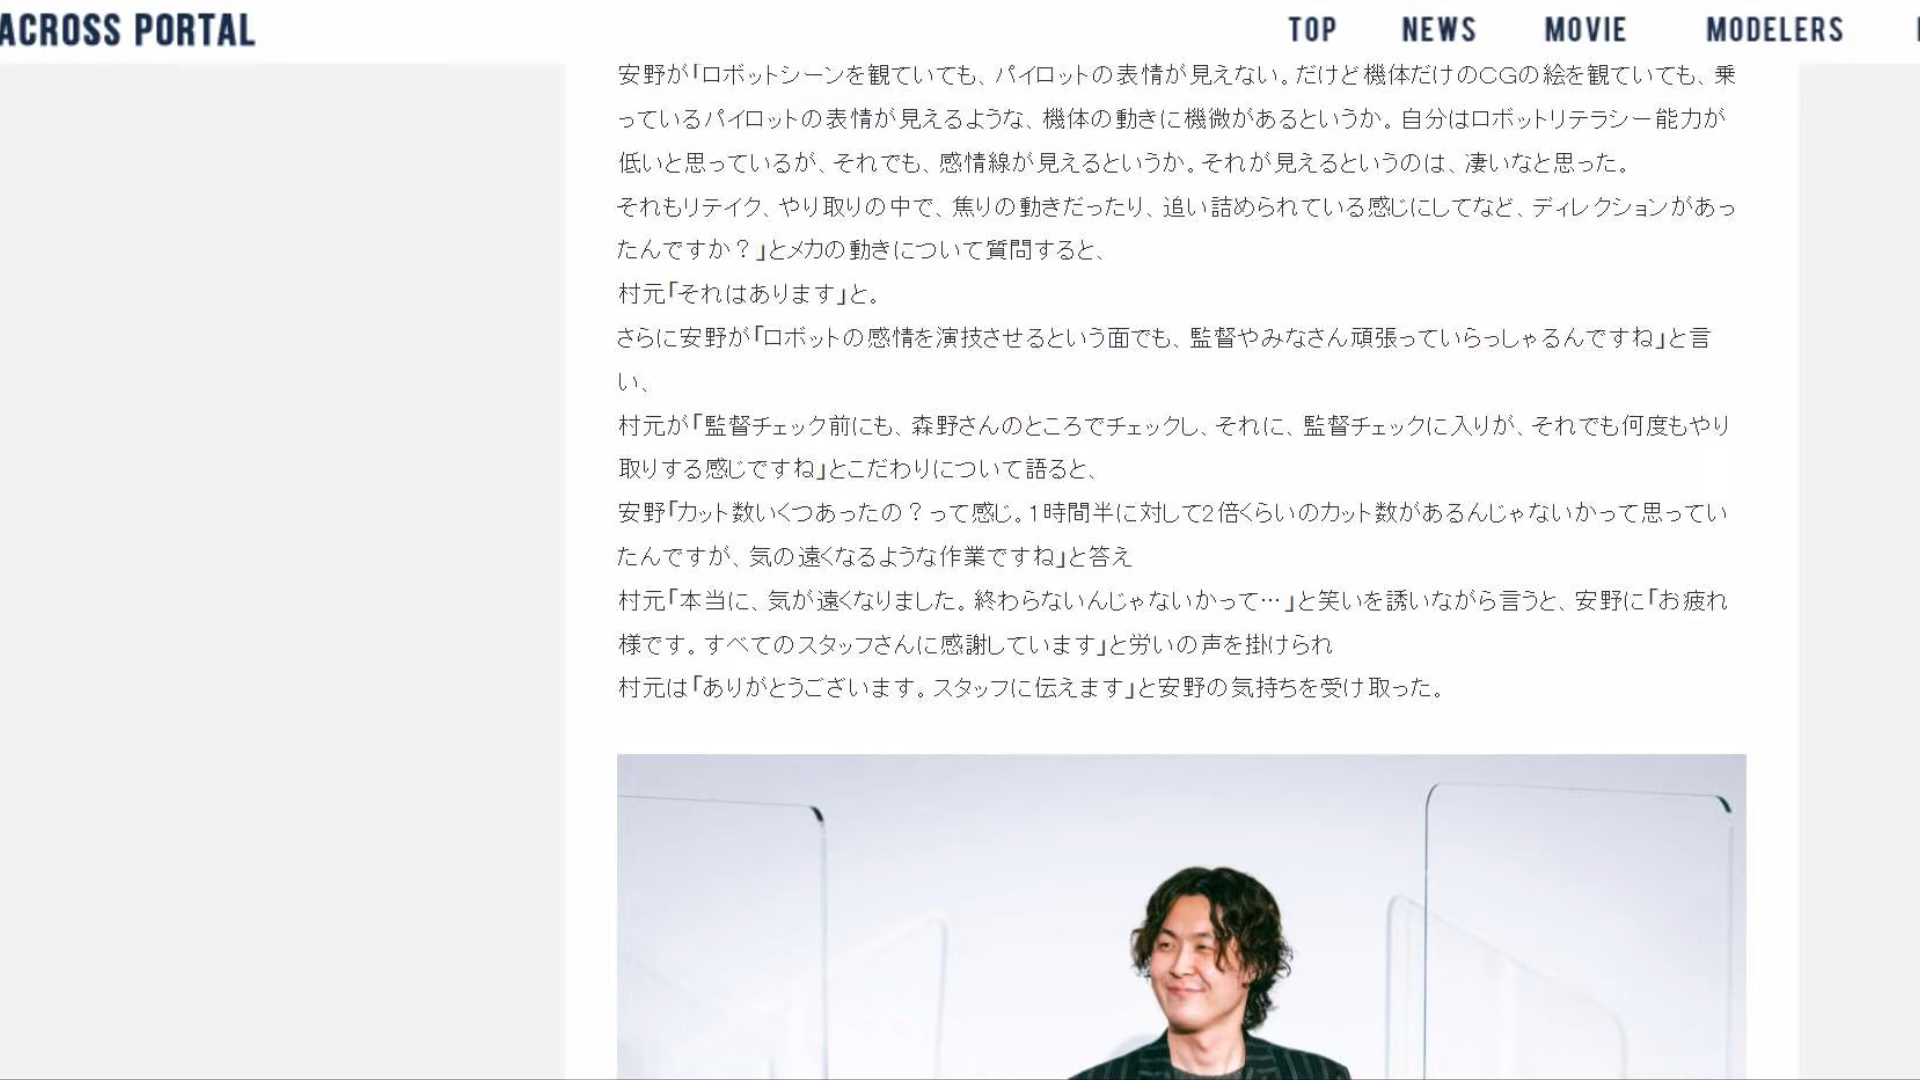 ACROSS PORTAL
TOP NEWS MOVIE MODELERS
安野が「ロボットシーンを観ていても、パイロットの表情が見えない。だけど機体だけのCGの絵を観ていても、乗
っているパイロットの表情が見えるような、機体の動きに機微があるというか。自分はロボットリテラシー能力が
低いと思っているが、それでも、感情線が見えるというか。それが見えるというのは、凄いなと思った。
それもリテイク、やり取りの中で、焦りの動きだったり、追い詰められている感じにしてなど、ディレクションがあっ
たんですか？」とメカの動きについて質問すると、
村元「それはあります」と。
さらに安野が「ロボットの感情を演技させるという面でも、監督やみなさん頑張っていらっしゃるんですね」と言
い、
村元が「監督チェック前にも、森野さんのところでチェックし、それに、監督チェックに入りが、それでも何度もやり
取りする感じですね」とこだわりについて語ると、
安野「カット数いくつあったの？って感じ。1時間半に対して2倍くらいのカット数があるんじゃないかって思ってい
たんですが、気の遠くなるような作業ですね」と答え
村元「本当に、気が遠くなりました。終わらないんじゃないかって…」と笑いを誘いながら言うと、安野に「お疲れ
様です。すべてのスタッフさんに感謝しています」と労いの声を掛けられ
村元は「ありがとうございます。スタッフに伝えます」と安野の気持ちを受け取った。